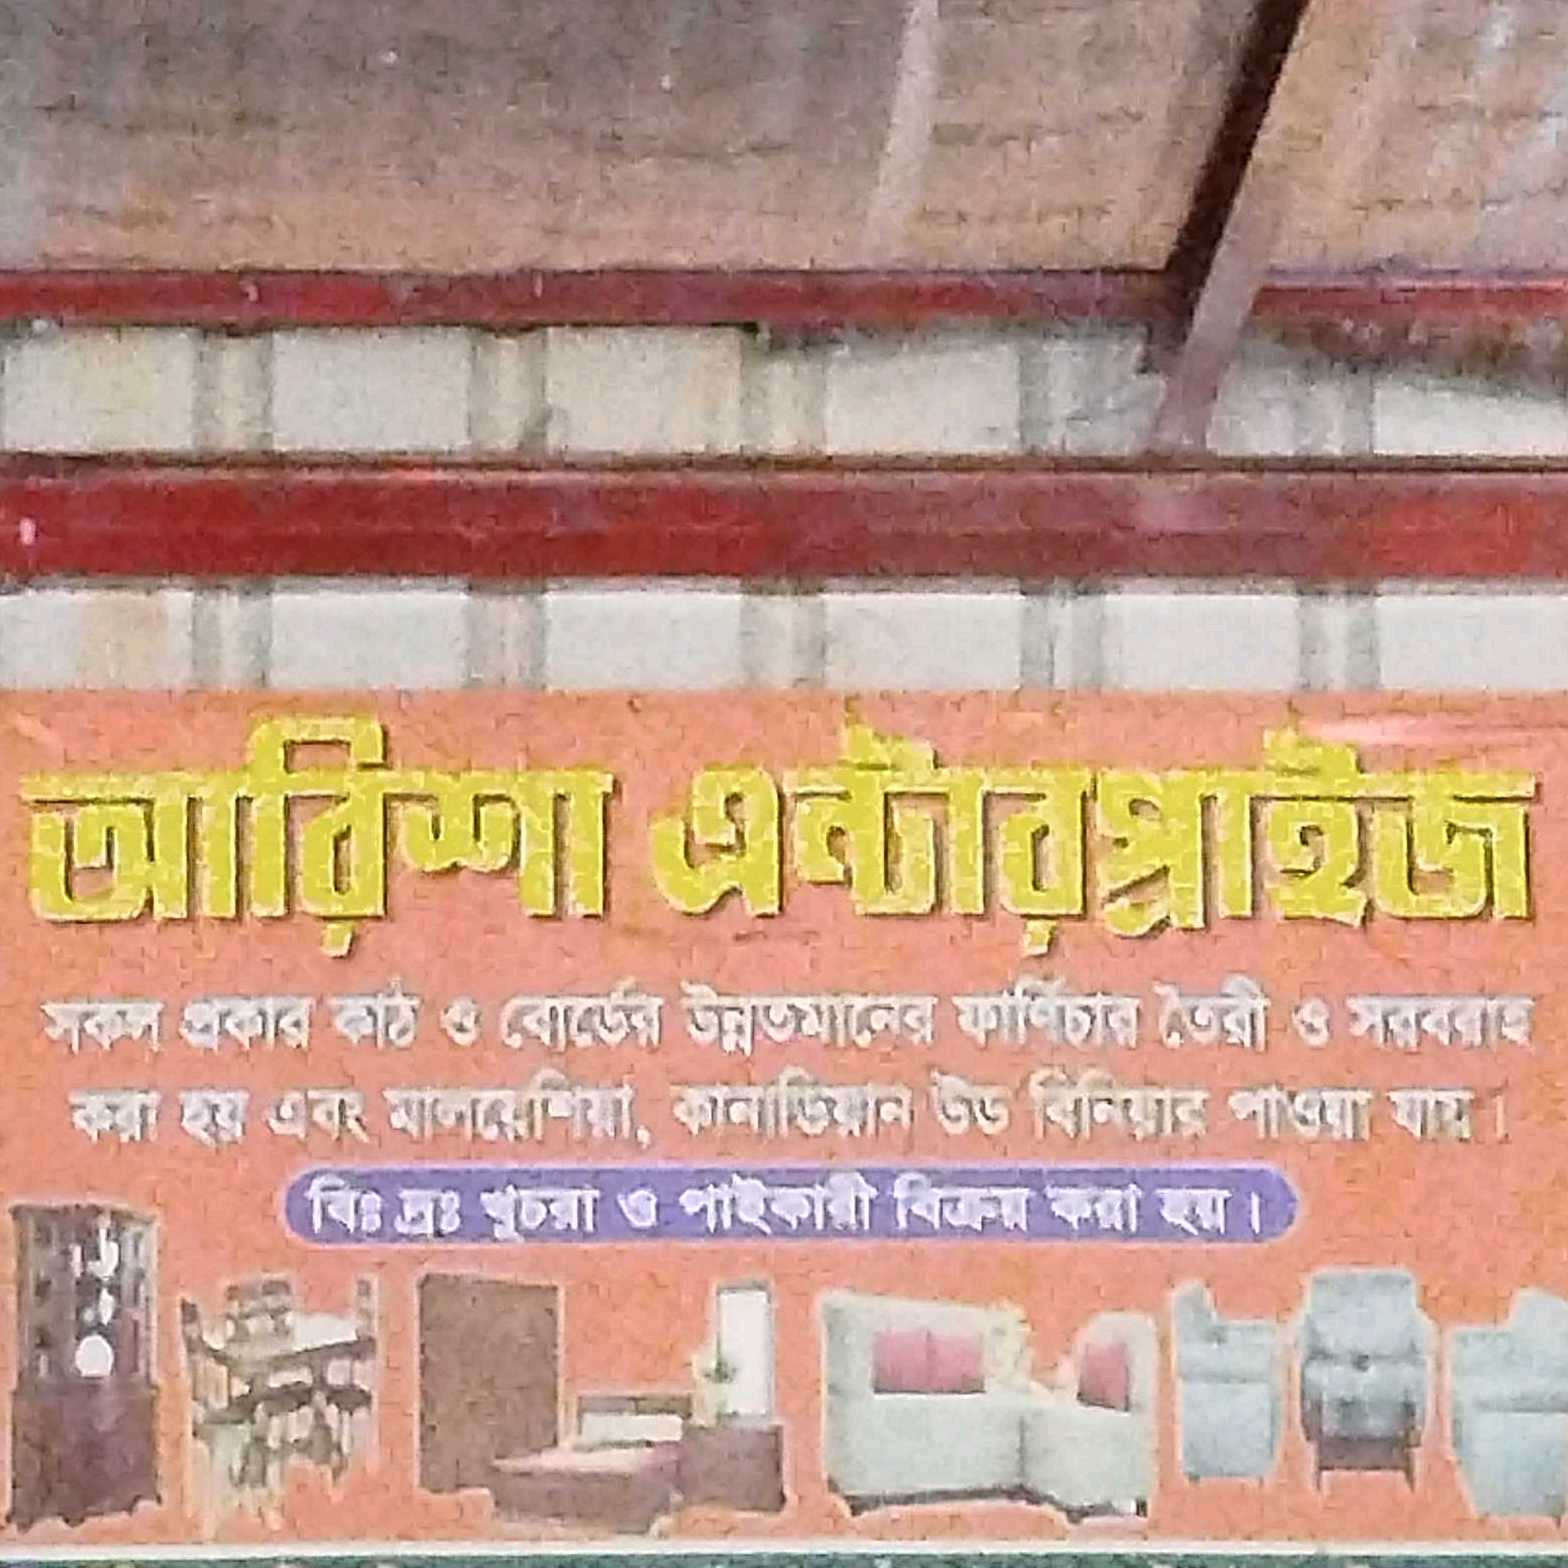 আরিশা এন্টারপ্রাইজ
সকল প্রকার কাঠ ও বোর্ডের উন্নতমানের ফার্ণিচার তৈরী ও সরবরাহ
করা হয় এবং মালয়েশিয়া, কানাডিয়ান উড বিনিয়ার পাওয়া যায়।
বিঃ দ্রঃ খুচরা ও পাইকারী বিক্রয় করা হয়।